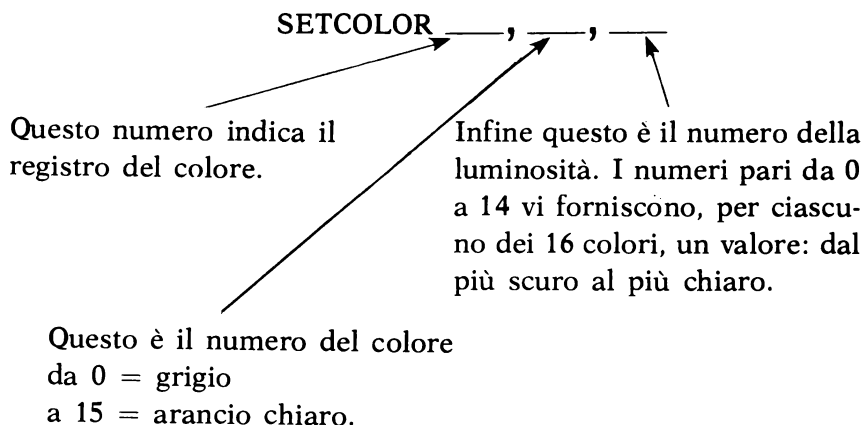 SETCOLOR ___, ___, ___
Questo numero indica il
registro del colore.
Infine questo è il numero della
luminosità. I numeri pari da 0
a 14 vi forniscono, per ciascu-
no dei 16 colori, un valore: dal
più scuro al più chiaro.
Questo è il numero del colore
da 0 = grigio
a 15 = arancio chiaro.